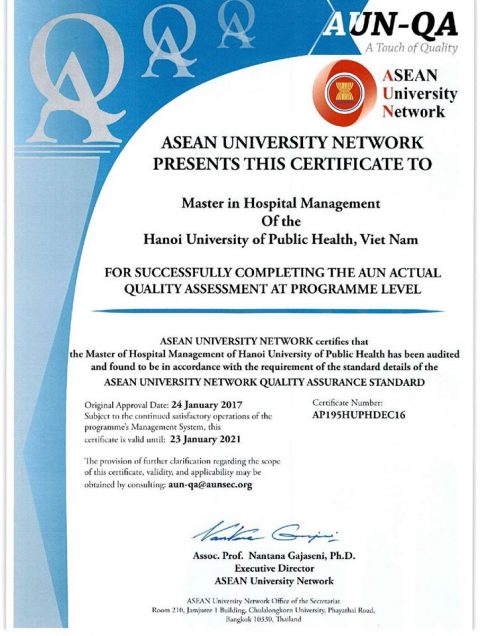 AUN-QA
A Touch of Quality
ASEAN
University
Network
ASEAN UNIVERSITY NETWORK
PRESENTS THIS CERTIFICATE TO
Master in Hospital Management
Of the
Hanoi University of Public Health, Viet Nam
FOR SUCCESSFULLY COMPLETING THE AUN ACTUAL
QUALITY ASSESSMENT AT PROGRAMME LEVEL
ASEAN UNIVERSITY NETWORK certifies that
the Master of Hospital Management of Hanoi University of Public Health has been audited
and found to be in accordance with the requirement of the standard details of the
ASEAN UNIVERSITY NETWORK QUALITY ASSURANCE STANDARD
Original Approval Date: 24 January 2017
Subject to the continued satisfactory operations of the
programme's Management System, this
certificate is valid until: 23 January 2021
Certificate Number:
AP195HUPHDEC16
The provision of further clarification regarding the scope
of this certificate, validity, and applicability may be
obtained by consulting: aun-qa@aunsec.org
Assoc. Prof. Nantana Gajaseni, Ph.D.
Executive Director
ASEAN University Network
ASEAN University Network Office of the Secretariat
Room 210, Jamjuree 1 Building, Chulalongkorn University, Phayathai Road,
Bangkok 10330, Thailand